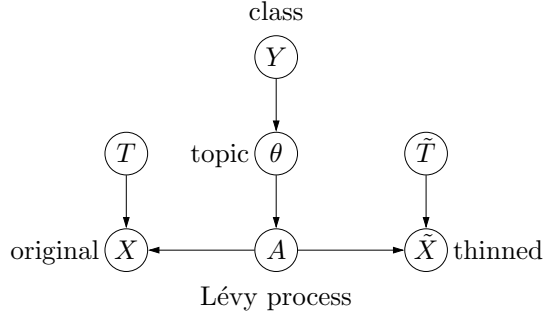 class
Y
T
topic θ
T̃
original X
A
X̃ thinned
Lévy process